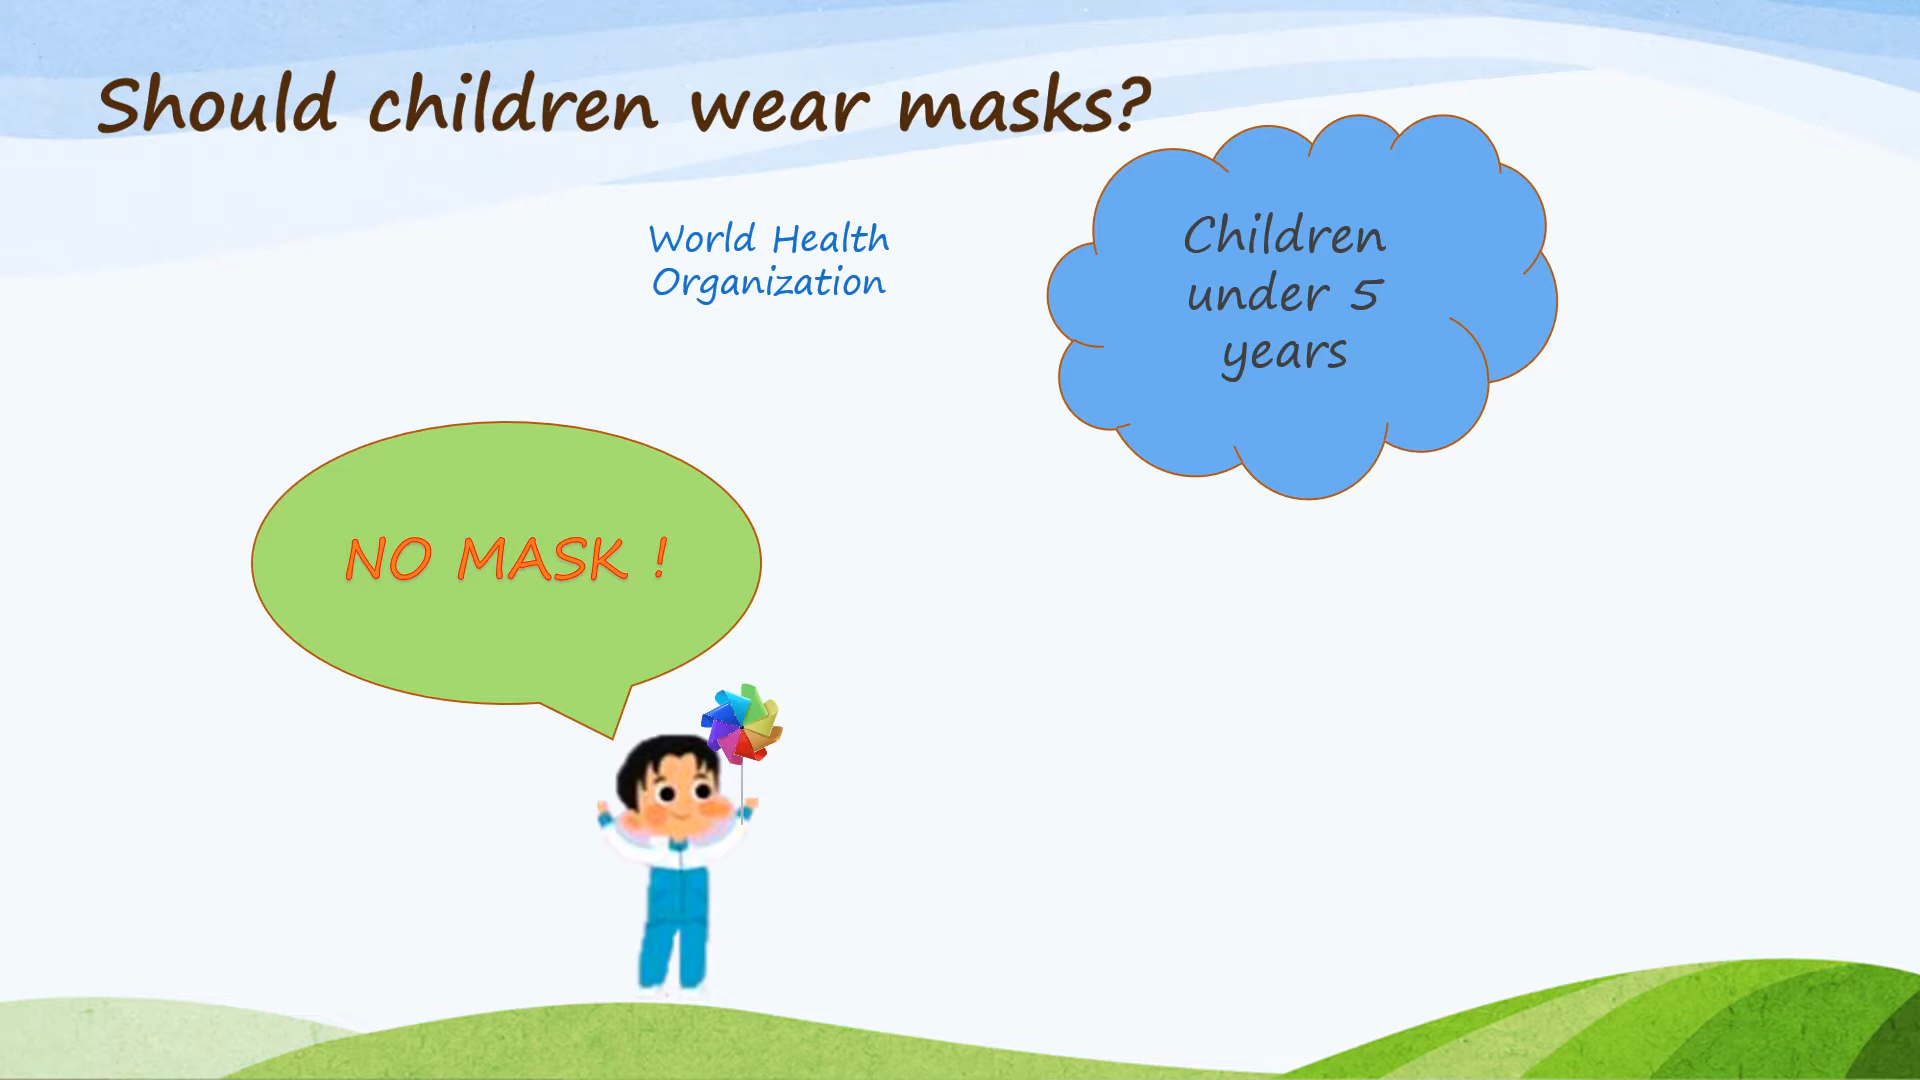 Should children wear masks?
World Health
Organization
Children
under 5
years
NO MASK !